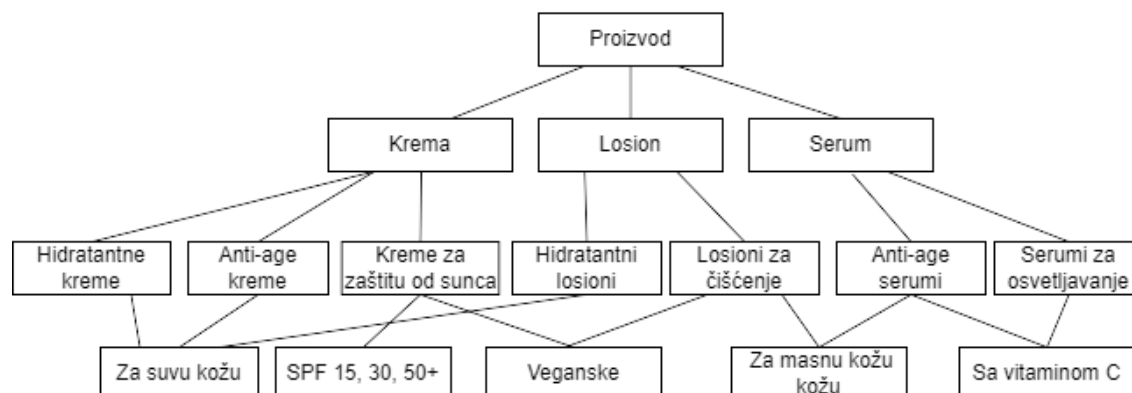 Proizvod
Krema
Losion
Serum
Hidratantne
kreme
Anti-age
kreme
Kreme za
zaštitu od sunca
Hidratantni
losioni
Losioni za
čišćenje
Anti-age
serumi
Serumi za
osvetljavanje
Za suvu kožu
SPF 15, 30, 50+
Veganske
Za masnu kožu
kožu
Sa vitaminom C